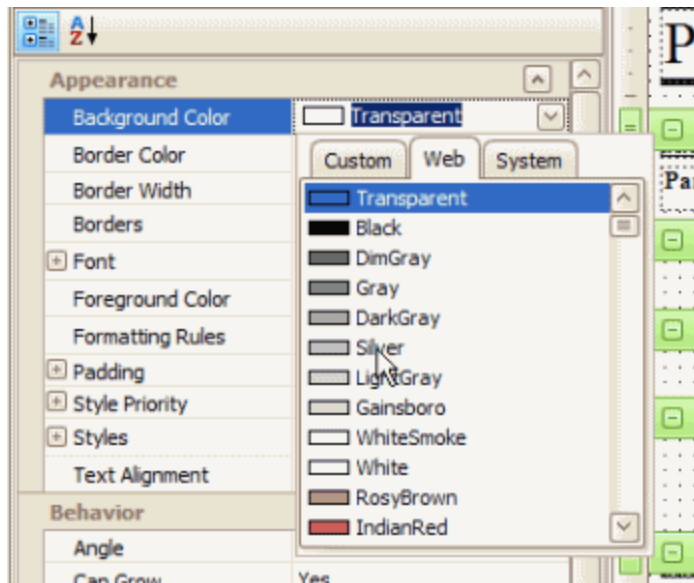 A
Z
P
Appearance
Background Color
Transparent
Border Color
Custom
Web
System
Border Width
Transparent
Par
Borders
Black
DimGray
Font
Gray
Foreground Color
DarkGray
Formatting Rules
Silver
Padding
LightGray
Style Priority
Gainsboro
Styles
WhiteSmoke
Text Alignment
White
Behavior
RosyBrown
IndianRed
Angle
Can Grow
Yes